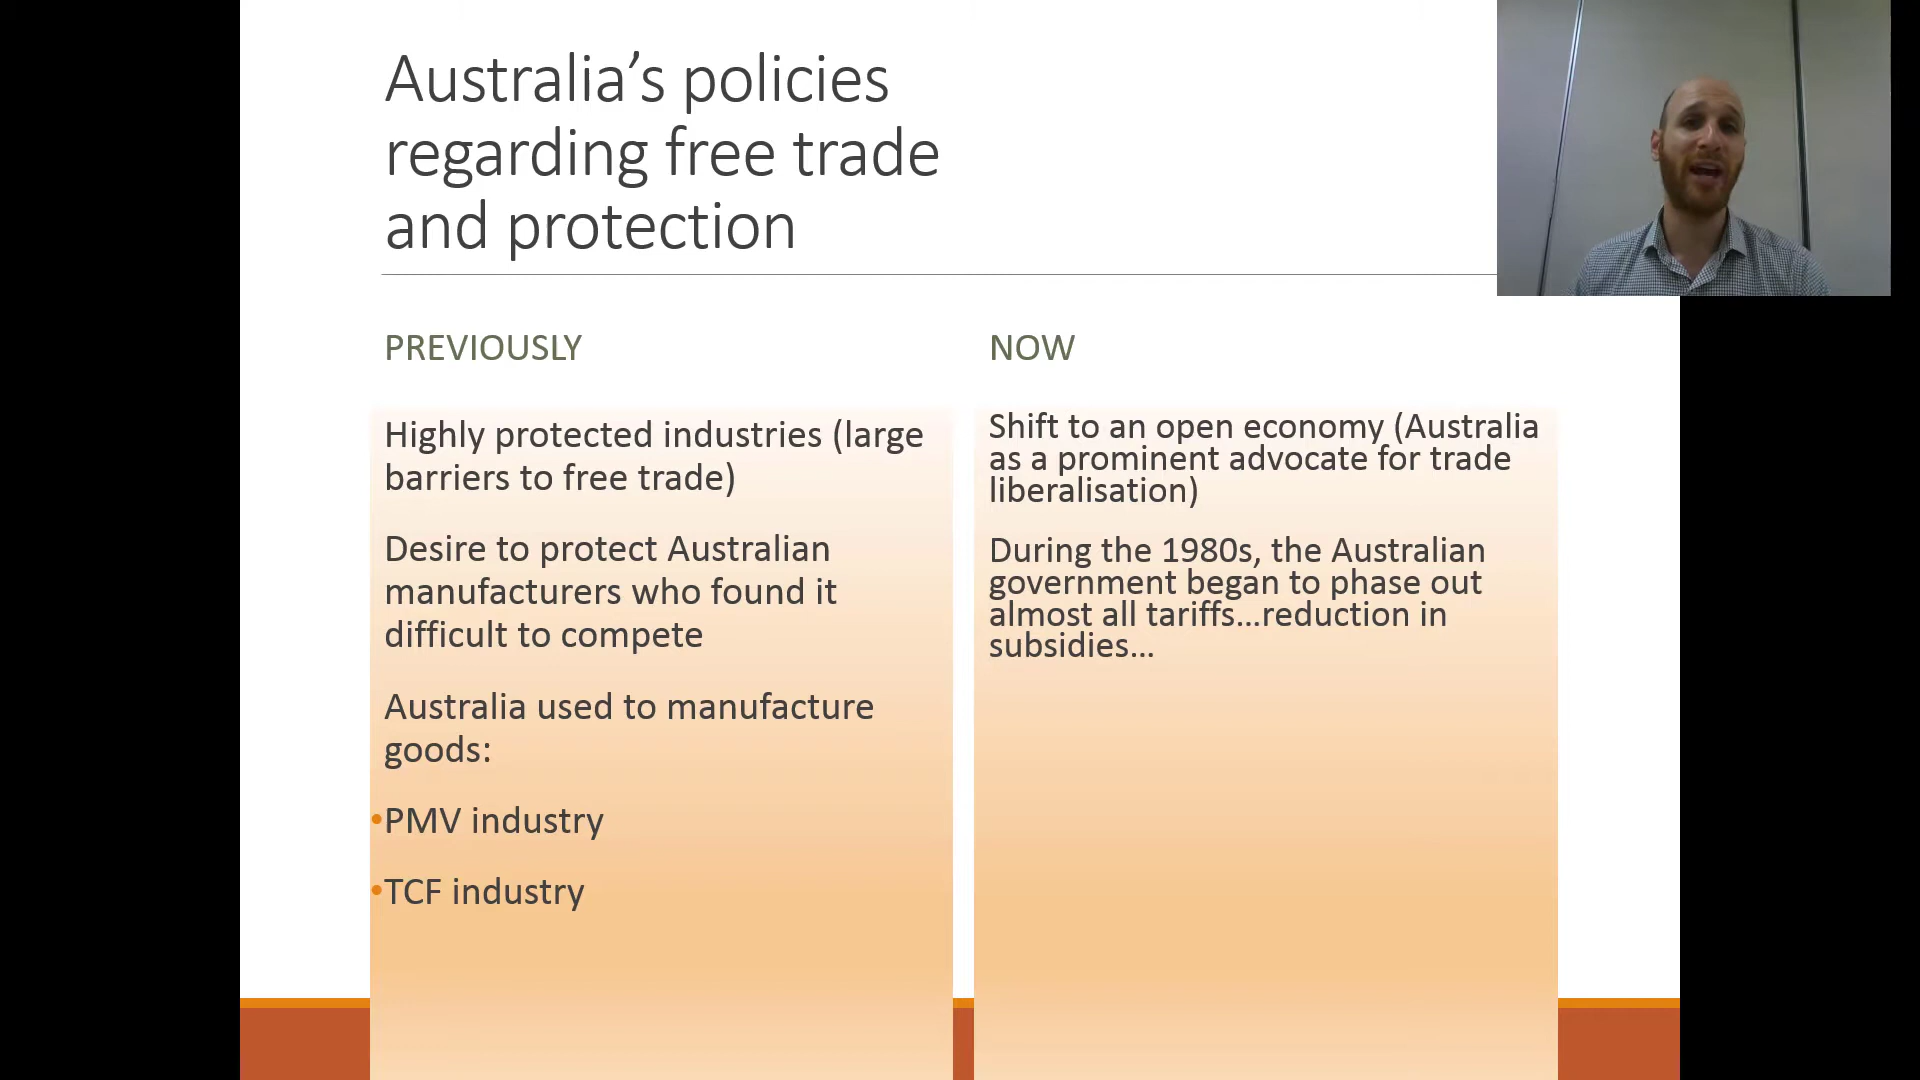 Australia’s policies
regarding free trade
and protection
PREVIOUSLY
Highly protected industries (large
barriers to free trade)
Desire to protect Australian
manufacturers who found it
difficult to compete
Australia used to manufacture
goods:
•PMV industry
•TCF industry
NOW
Shift to an open economy (Australia
as a prominent advocate for trade
liberalisation)
During the 1980s, the Australian
government began to phase out
almost all tariffs…reduction in
subsidies…